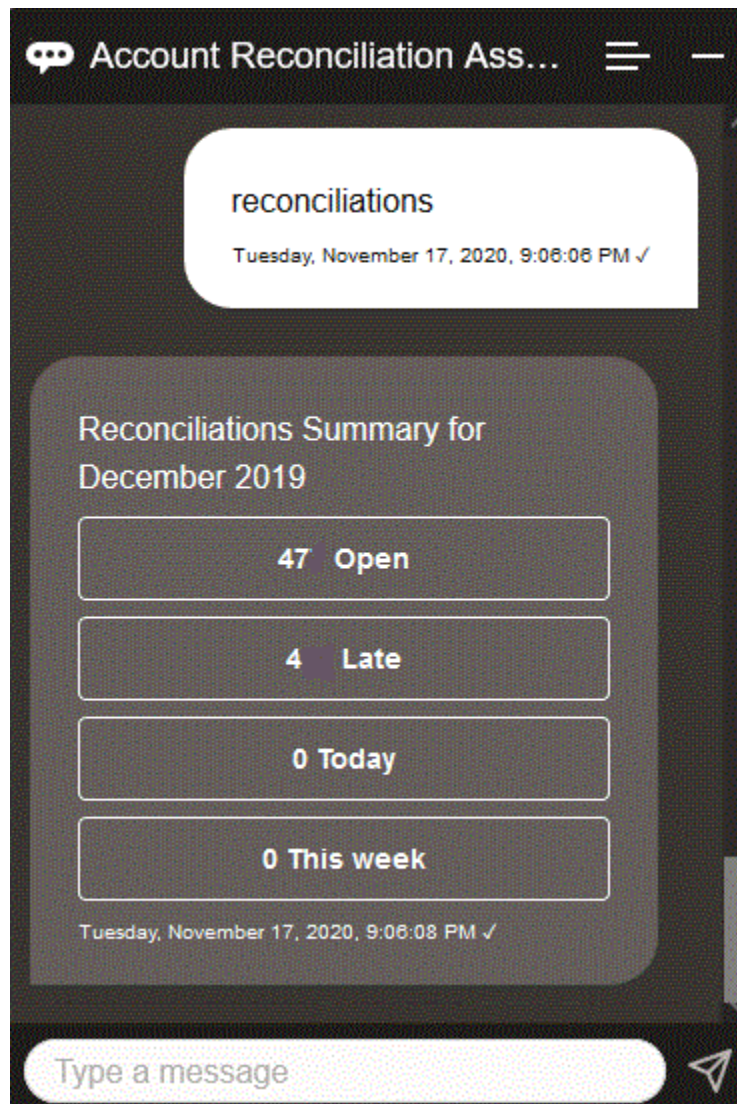 Account Reconciliation Ass...
reconciliations
Tuesday, November 17, 2020, 9:06:06 PM ✓
Reconciliations Summary for
December 2019
47 Open
4 Late
0 Today
0 This week
Tuesday, November 17, 2020, 9:06:08 PM ✓
Type a message